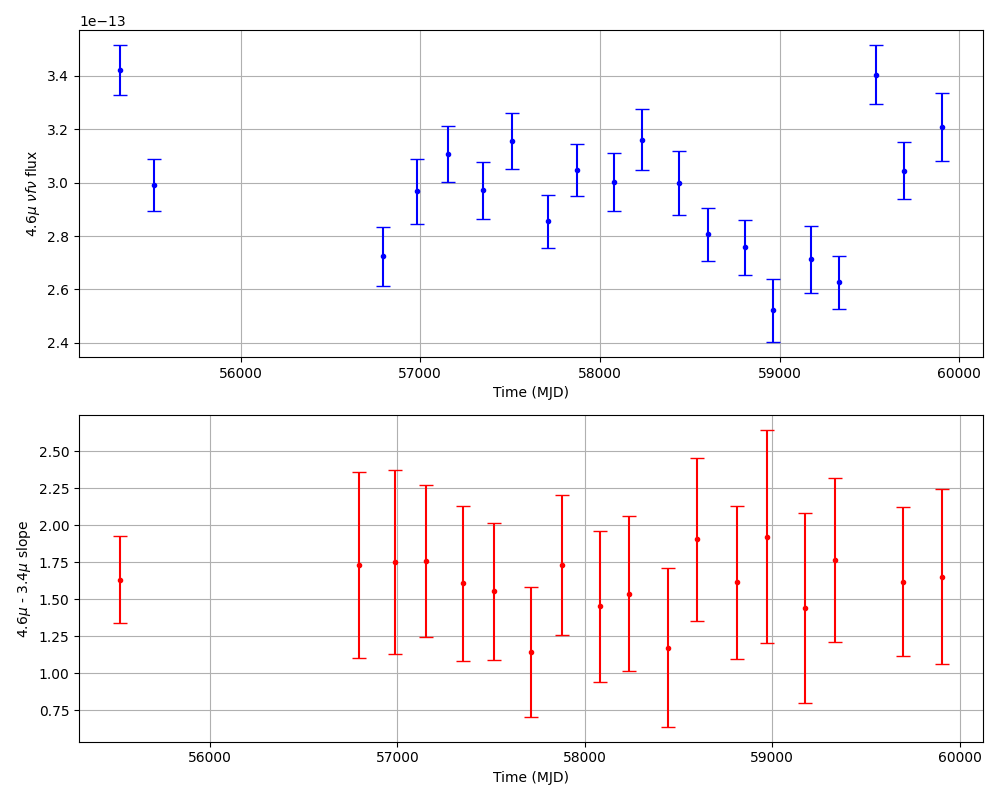 1e−13
3.4
3.2
3.0
2.8
2.6
2.4
4.6μ νfν flux
56000 57000 58000 59000 60000
Time (MJD)
2.50
2.25
2.00
1.75
1.50
1.25
1.00
0.75
4.6μ - 3.4μ slope
56000 57000 58000 59000 60000
Time (MJD)